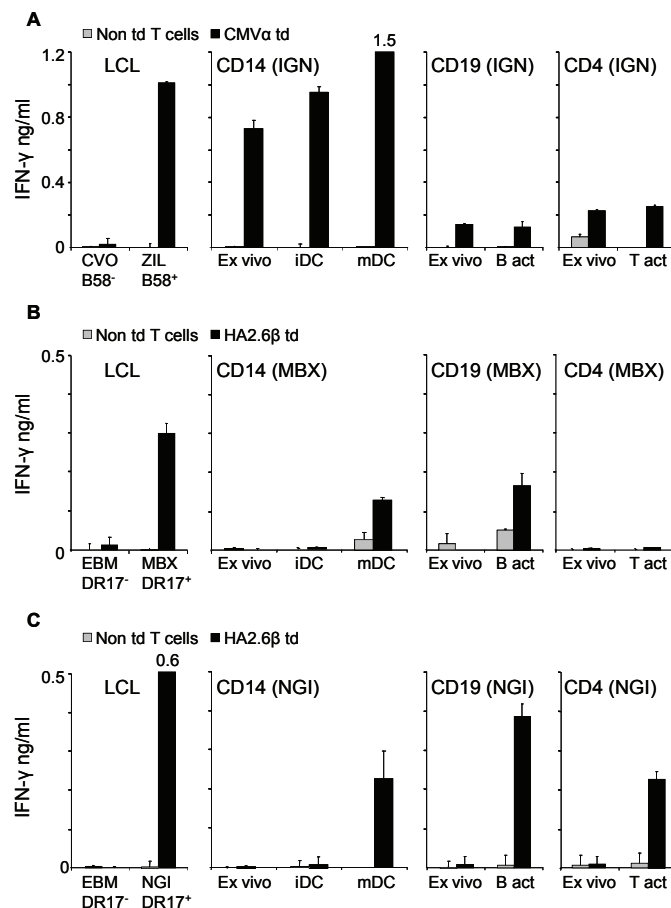 A
Non td T cells CMVα td
1.5
LCL CD14 (IGN) CD19 (IGN) CD4 (IGN)
IFN-γ ng/ml
1.2
0.8
0.4
0
CVO ZIL Ex vivo iDC mDC Ex vivo B act Ex vivo T act
B58⁻ B58⁺
B
Non td T cells HA2.6β td
LCL CD14 (MBX) CD19 (MBX) CD4 (MBX)
IFN-γ ng/ml
0.5
0
EBM MBX Ex vivo iDC mDC Ex vivo B act Ex vivo T act
DR17⁻ DR17⁺
C
Non td T cells HA2.6β td
0.6
LCL CD14 (NGI) CD19 (NGI) CD4 (NGI)
IFN-γ ng/ml
0.5
0
EBM NGI Ex vivo iDC mDC Ex vivo B act Ex vivo T act
DR17⁻ DR17⁺